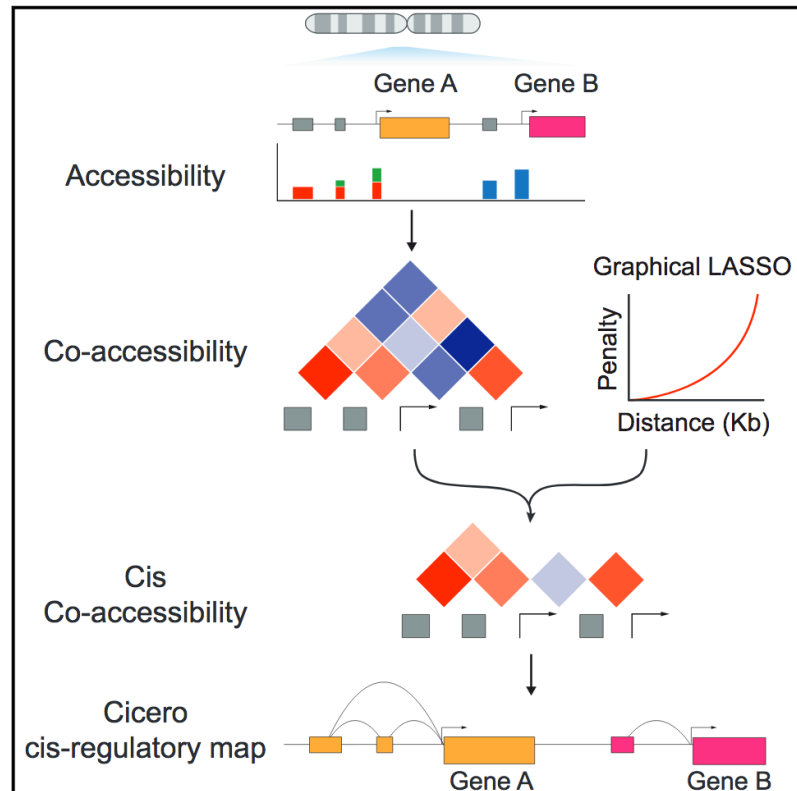 Gene A
Gene B
Accessibility
Graphical LASSO
Co-accessibility
Penalty
Distance (Kb)
Cis
Co-accessibility
Cicero
cis-regulatory map
Gene A
Gene B